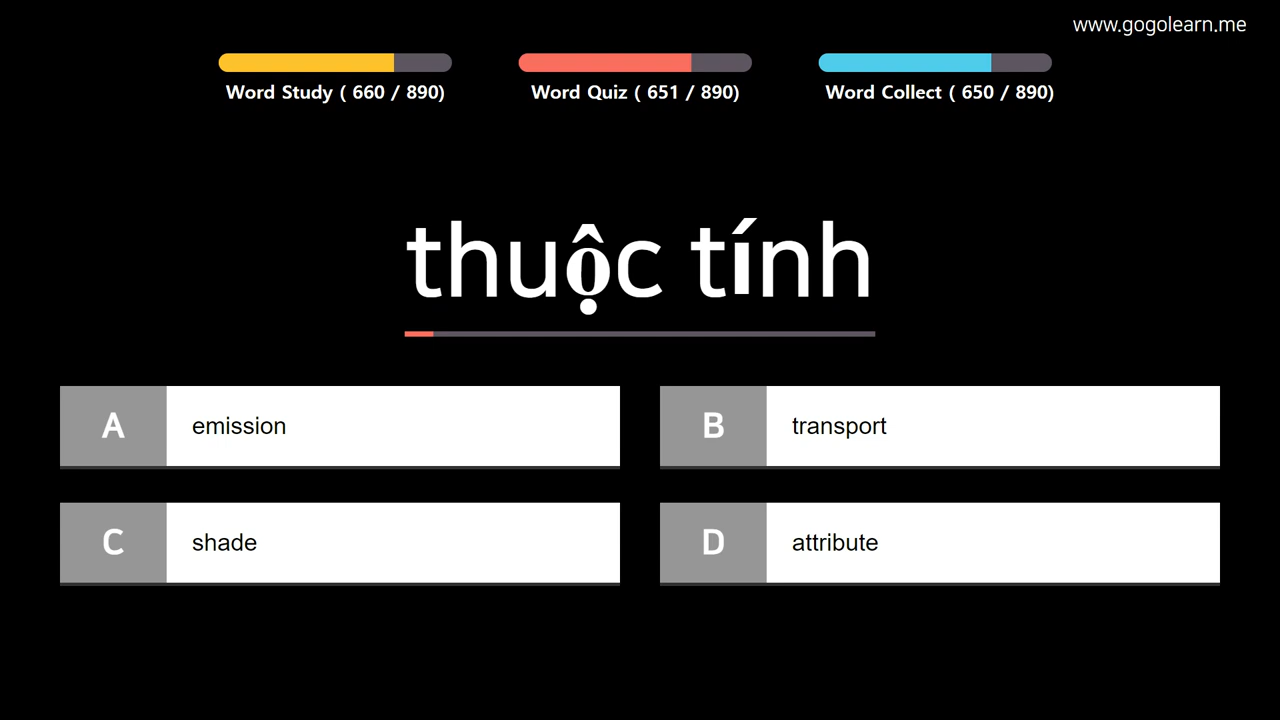 www.gogolearn.me
Word Study ( 660 / 890)
Word Quiz ( 651 / 890)
Word Collect ( 650 / 890)
thuộc tính
A emission
B transport
C shade
D attribute